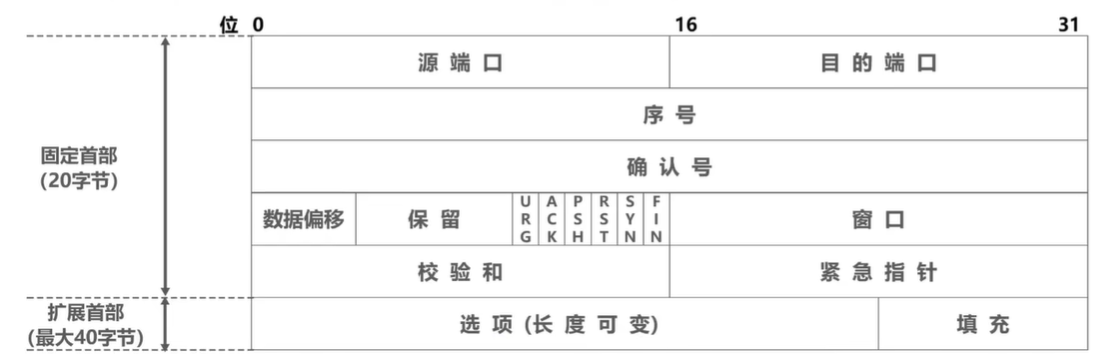 位 0 16 31
源端口 目的端口
序号
固定首部
(20字节)
确认号
数据偏移 保留 URG ACK PSH RST SYN FIN 窗口
校验和 紧急指针
扩展首部
(最大40字节)
选项(长度可变) 填充